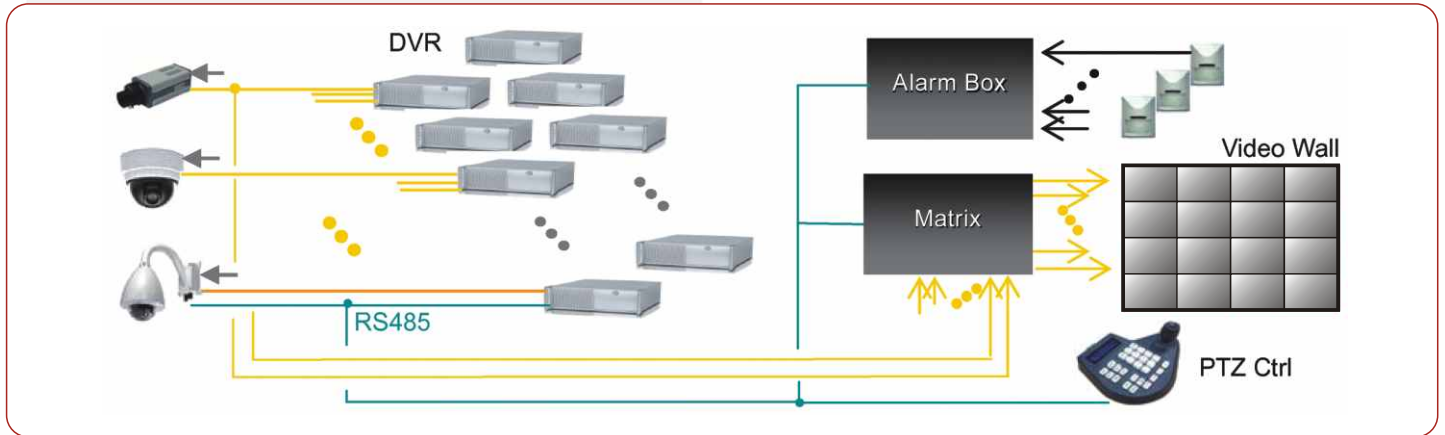 DVR
Alarm Box
Video Wall
Matrix
RS485
PTZ Ctrl